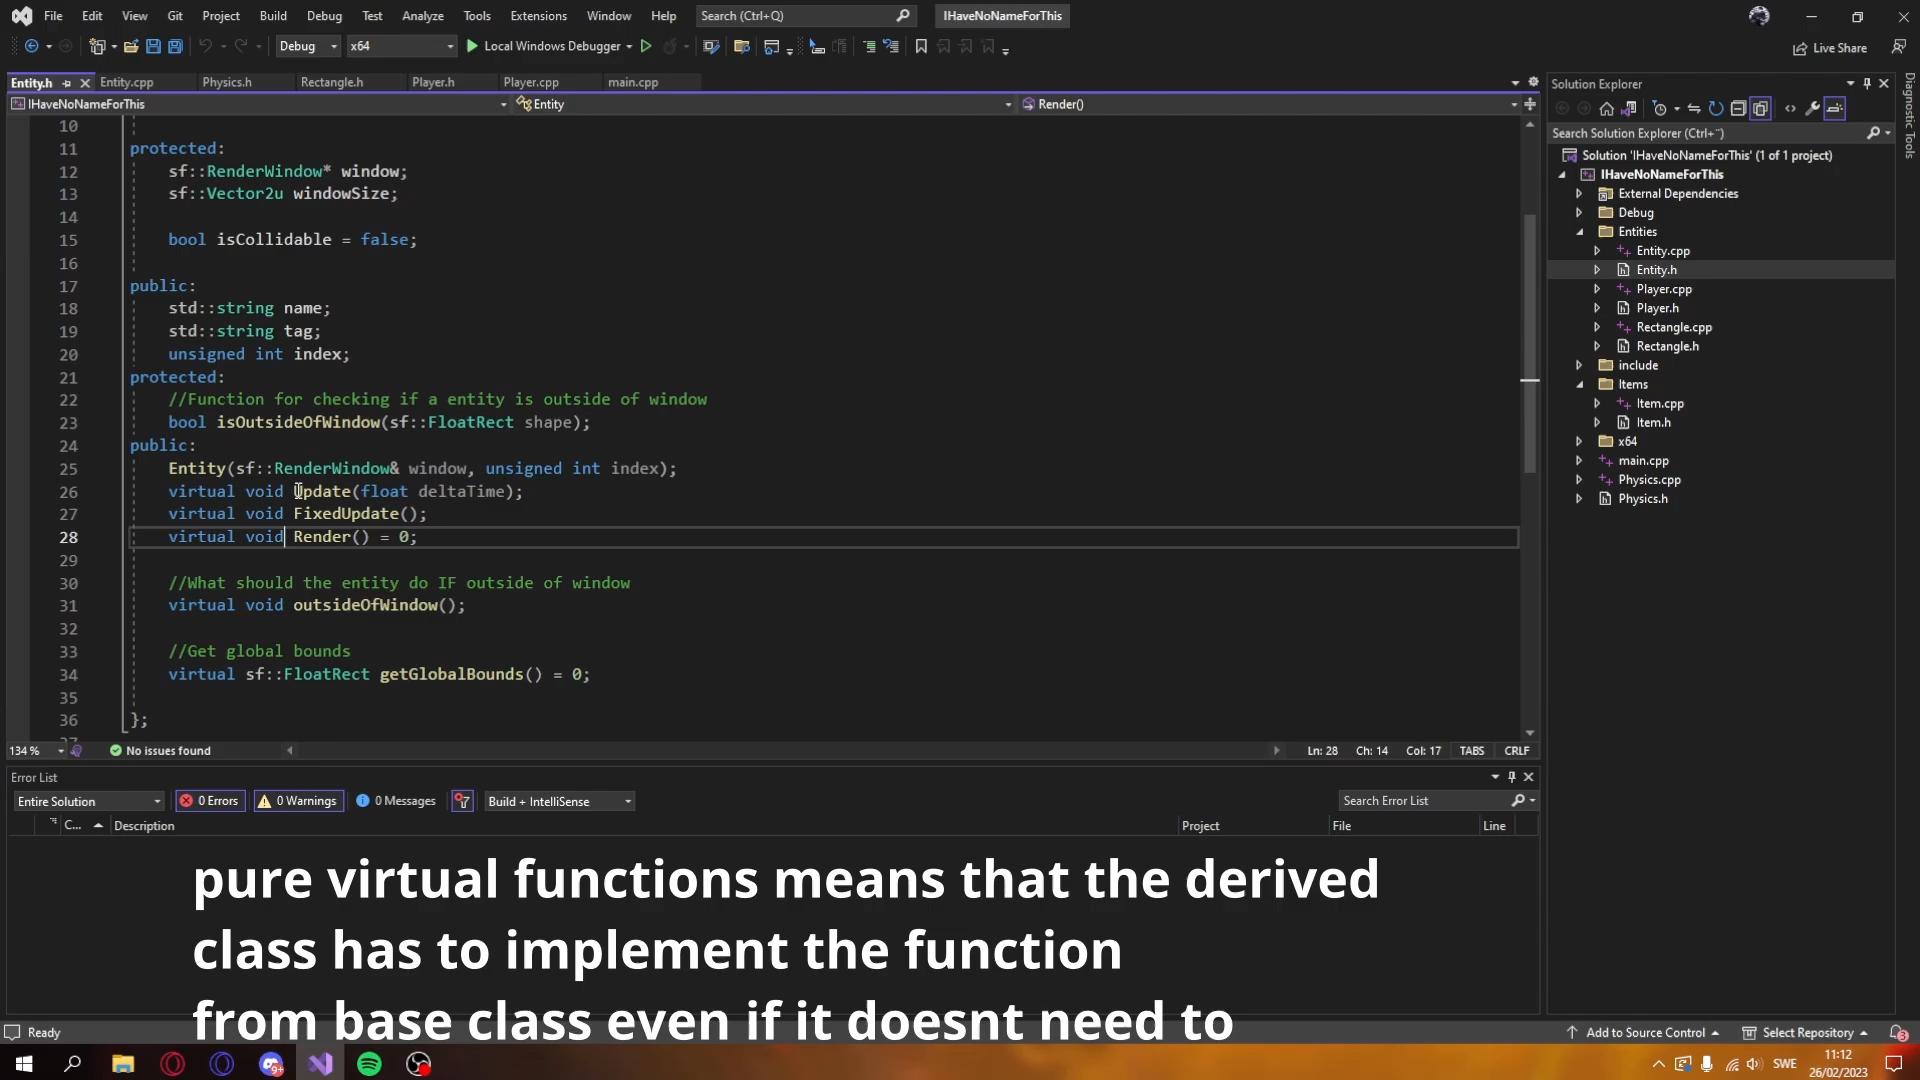 File Edit View Git Project Build Debug Test Analyze Tools Extensions Window Help Search (Ctrl+Q) IHaveNoNameForThis
Debug x64 Local Windows Debugger Live Share
Entity.h Entity.cpp Physics.h Rectangle.h Player.h Player.cpp main.cpp
IHaveNoNameForThis Entity Render()
10
11 protected:
12 sf::RenderWindow* window;
13 sf::Vector2u windowSize;
14
15 bool isCollidable = false;
16
17 public:
18 std::string name;
19 std::string tag;
20 unsigned int index;
21 protected:
22 //Function for checking if a entity is outside of window
23 bool isOutsideOfWindow(sf::FloatRect shape);
24 public:
25 Entity(sf::RenderWindow& window, unsigned int index);
26 virtual void Update(float deltaTime);
27 virtual void FixedUpdate();
28 virtual void Render() = 0;
29
30 //What should the entity do IF outside of window
31 virtual void outsideOfWindow();
32
33 //Get global bounds
34 virtual sf::FloatRect getGlobalBounds() = 0;
35
36 };
37
134 % No issues found Ln: 28 Ch: 14 Col: 17 TABS CRLF
Error List
Entire Solution 0 Errors 0 Warnings 0 Messages Build + IntelliSense Search Error List
C... Description Project File Line
pure virtual functions means that the derived
class has to implement the function
from base class even if it doesnt need to
Solution Explorer
Search Solution Explorer (Ctrl+¨)
Solution 'IHaveNoNameForThis' (1 of 1 project)
IHaveNoNameForThis
External Dependencies
Debug
Entities
Entity.cpp
Entity.h
Player.cpp
Player.h
Rectangle.cpp
Rectangle.h
include
Items
Item.cpp
Item.h
x64
main.cpp
Physics.cpp
Physics.h
Diagnostic Tools
Ready Add to Source Control Select Repository 3
9+ SWE 11:12
26/02/2023